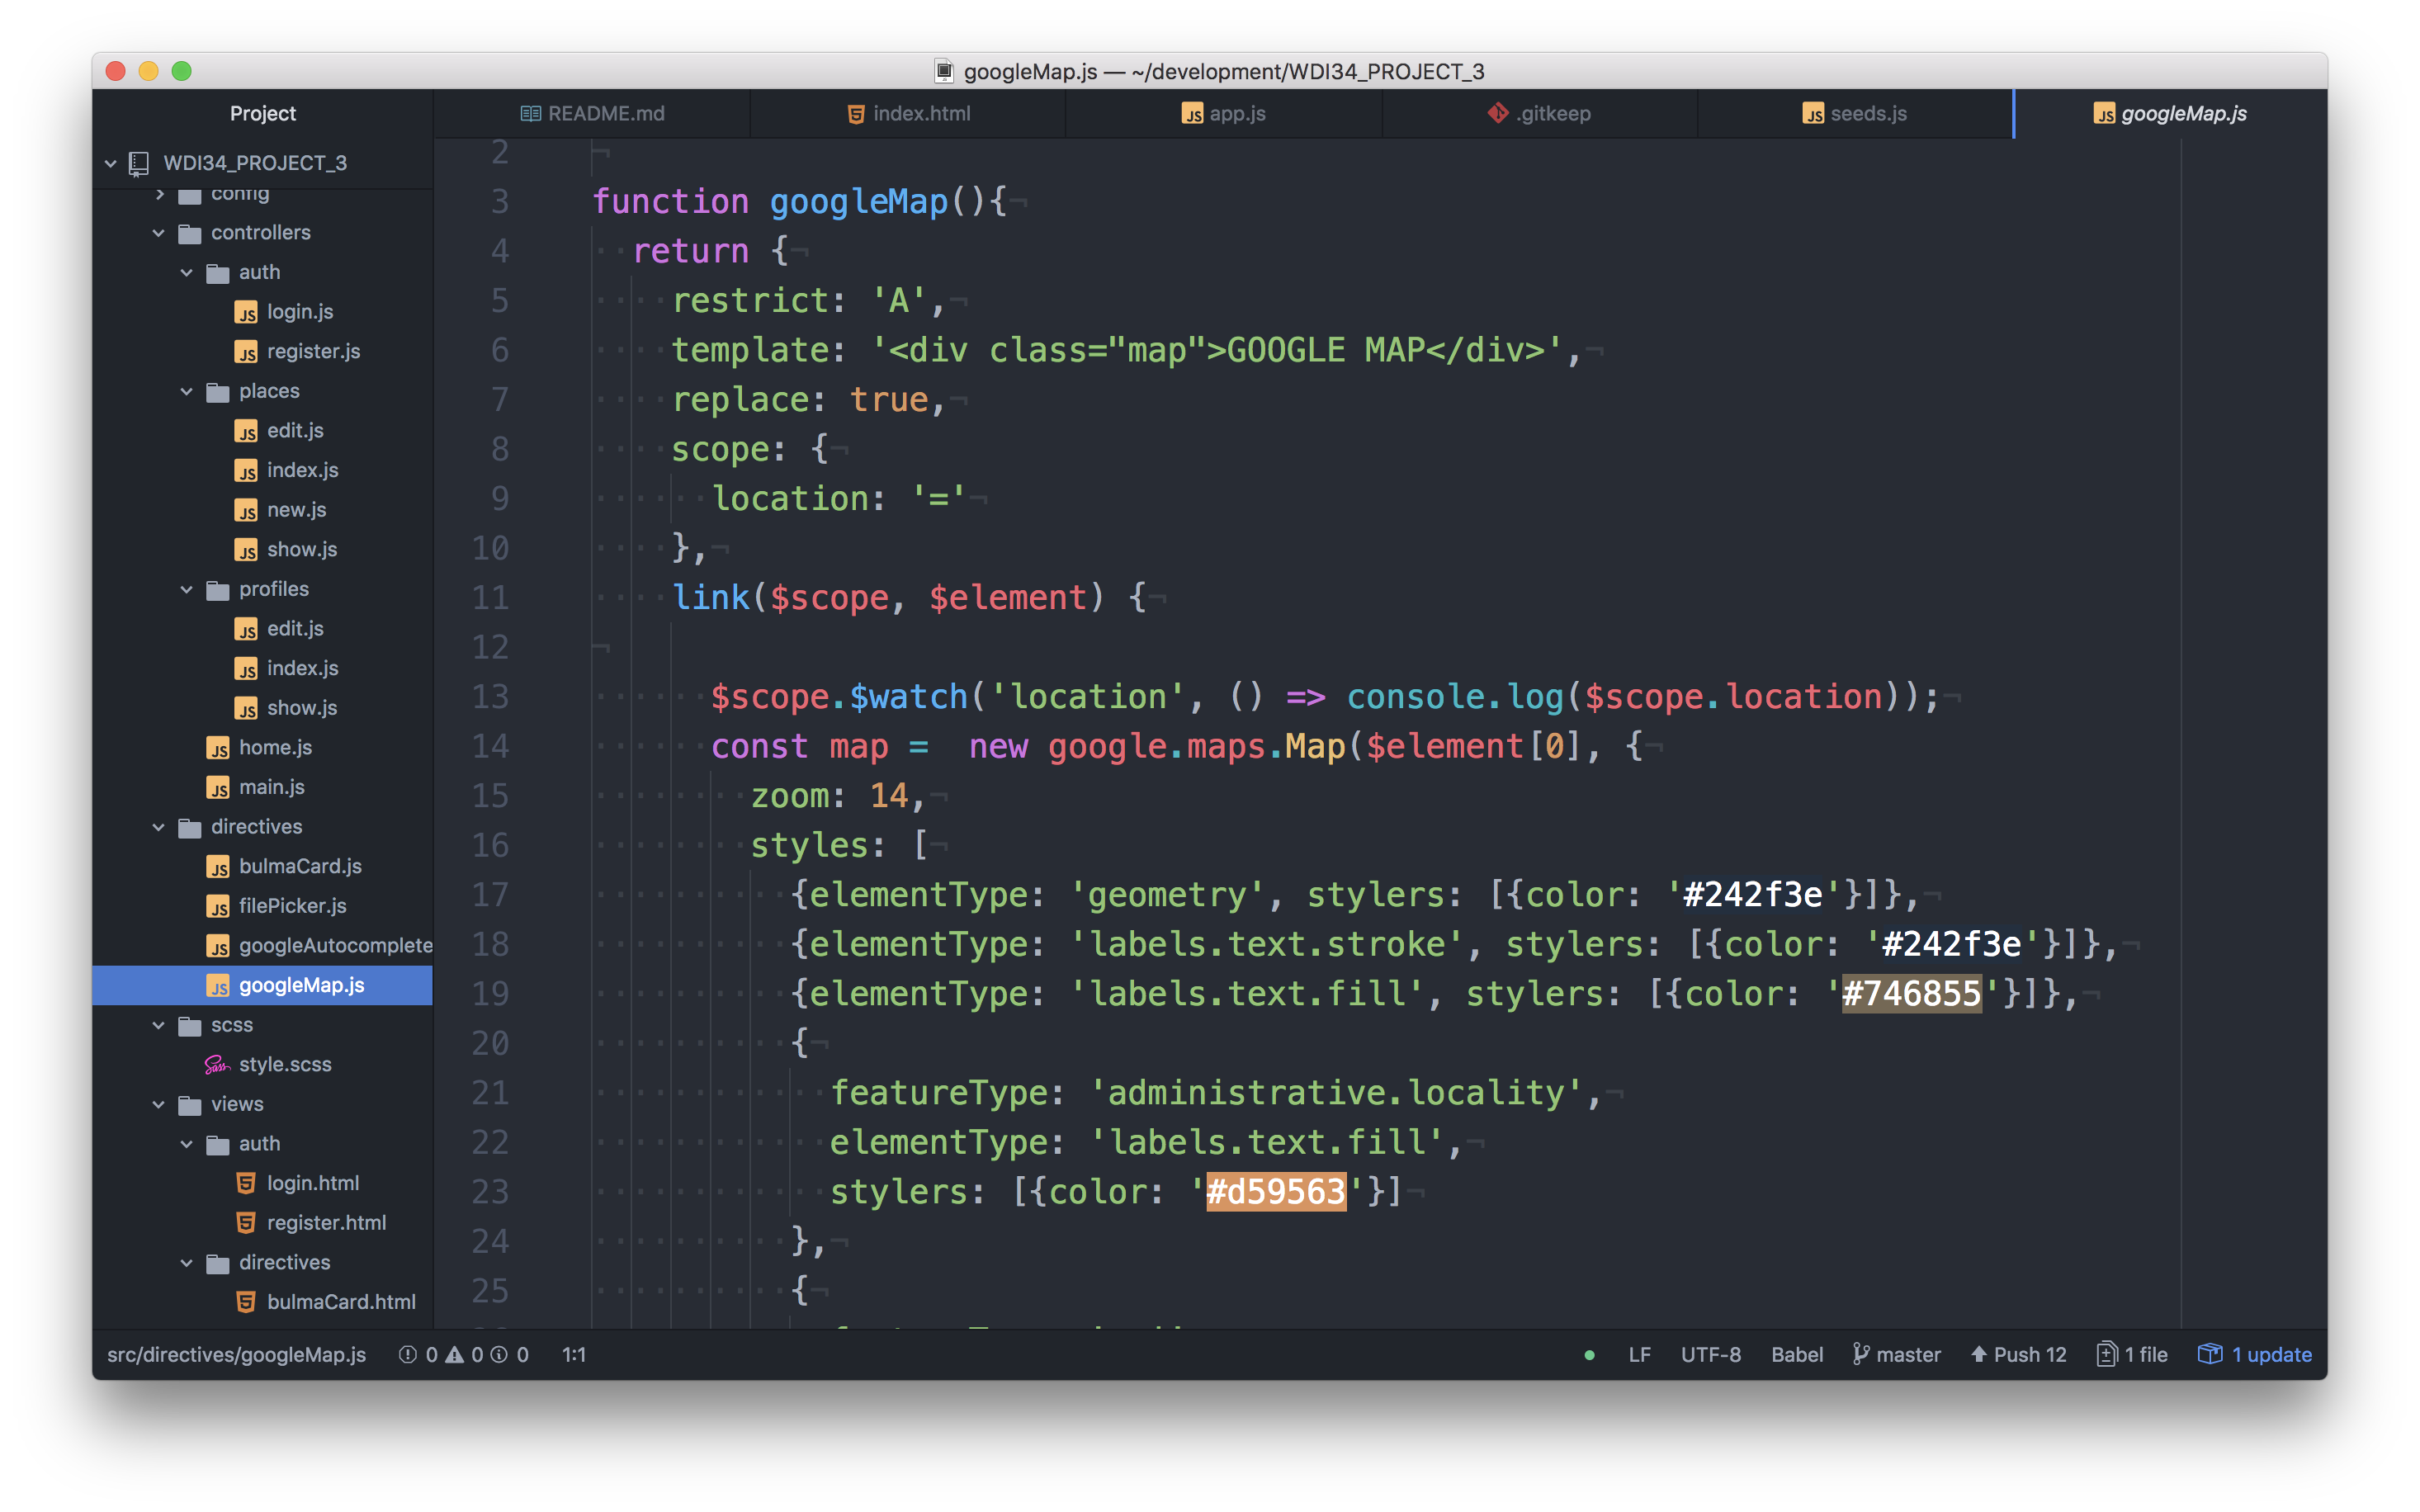 googleMap.js — ~/development/WDI34_PROJECT_3
Project
README.md
index.html
app.js
.gitkeep
seeds.js
googleMap.js
WDI34_PROJECT_3
config
controllers
auth
login.js
register.js
places
edit.js
index.js
new.js
show.js
profiles
edit.js
index.js
show.js
home.js
main.js
directives
bulmaCard.js
filePicker.js
googleAutocomplete
googleMap.js
scss
style.scss
views
auth
login.html
register.html
directives
bulmaCard.html
2
3 function googleMap(){
4 return {
5 restrict: 'A',
6 template: '<div class="map">GOOGLE MAP</div>',
7 replace: true,
8 scope: {
9 location: '='
10 },
11 link($scope, $element) {
12
13 $scope.$watch('location', () => console.log($scope.location));
14 const map =  new google.maps.Map($element[0], {
15 zoom: 14,
16 styles: [
17 {elementType: 'geometry', stylers: [{color: '#242f3e'}]},
18 {elementType: 'labels.text.stroke', stylers: [{color: '#242f3e'}]},
19 {elementType: 'labels.text.fill', stylers: [{color: '#746855'}]},
20 {
21 featureType: 'administrative.locality',
22 elementType: 'labels.text.fill',
23 stylers: [{color: '#d59563'}]
24 },
25 {
src/directives/googleMap.js 0 0 0 1:1 LF UTF-8 Babel master Push 12 1 file 1 update